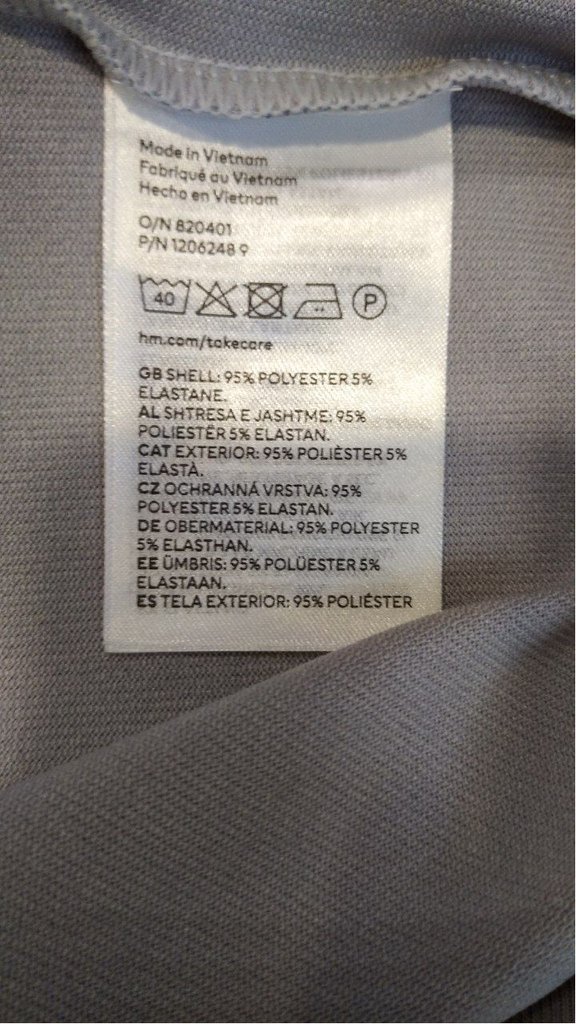 Made in Vietnam
Fabriqué au Vietnam
Hecho en Vietnam
O/N 820401
P/N 1206248 9
40 P
hm.com/takecare
GB SHELL: 95% POLYESTER 5%
ELASTANE.
AL SHTRESA E JASHTME: 95%
POLIESTËR 5% ELASTAN.
CAT EXTERIOR: 95% POLIÈSTER 5%
ELASTÀ.
CZ OCHRANNÁ VRSTVA: 95%
POLYESTER 5% ELASTAN.
DE OBERMATERIAL: 95% POLYESTER
5% ELASTHAN.
EE ÜMBRIS: 95% POLÜESTER 5%
ELASTAAN.
ES TELA EXTERIOR: 95% POLIÉSTER